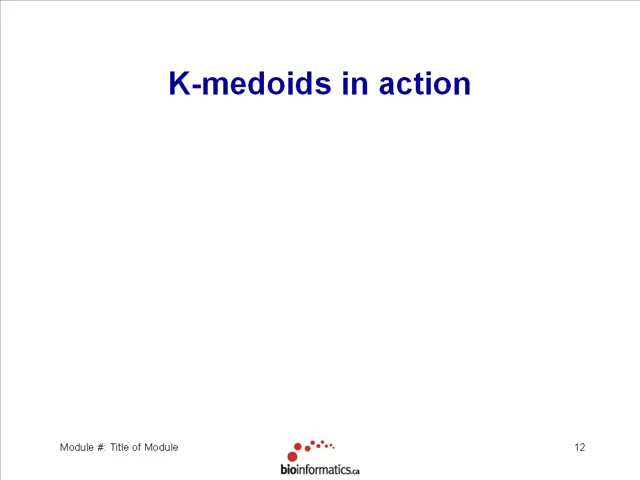 K-medoids in action
Module #: Title of Module
bioinformatics.ca
12